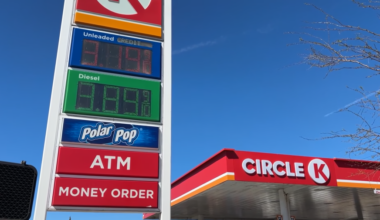 Unleaded
Diesel
Polar Pop
ATM
MONEY ORDER
CIRCLE K